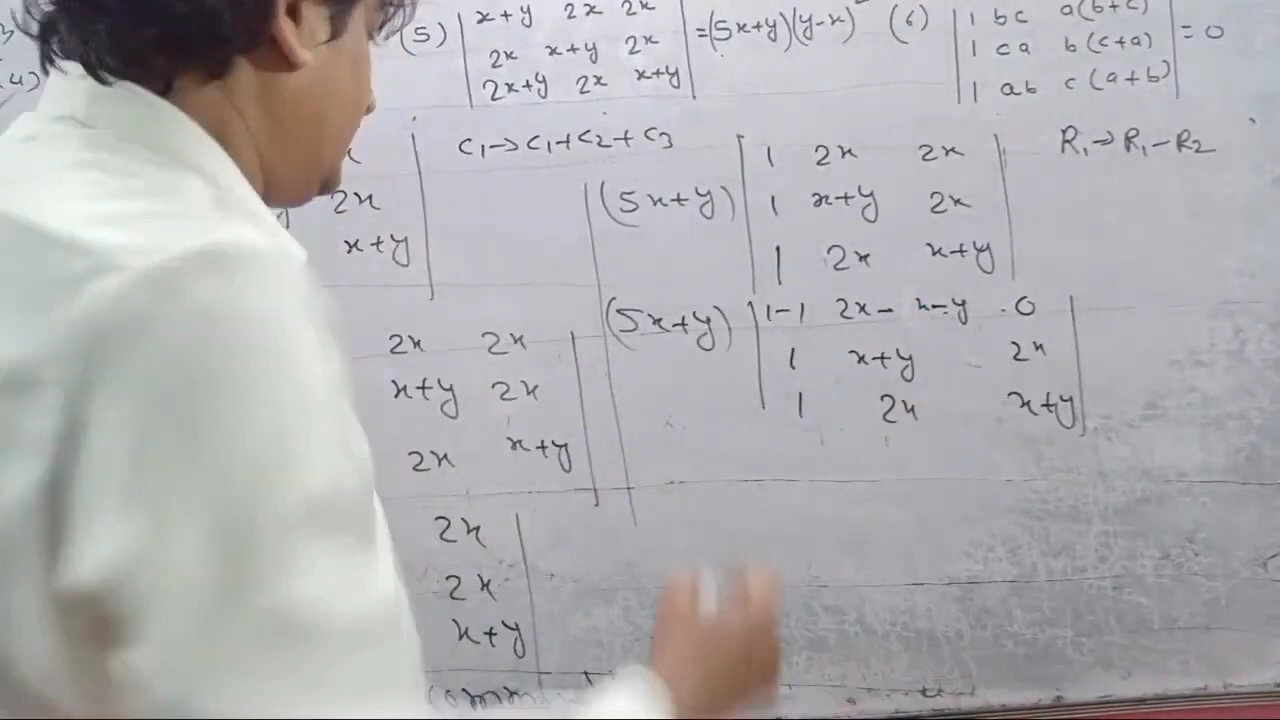 (5) | x+y 2x 2x | = (5x+y)(y-x)
| 2x x+y 2x |
| 2x+y 2x x+y |
(6) | 1 bc a(b+c) | = 0
| 1 ca b(c+a) |
| 1 ab c(a+b) |
4)
2x |
x+y |
C₁→C₁+C₂+C₃
2x 2x |
x+y 2x |
2x x+y |
2x |
2x |
x+y |
(5x+y) | 1 2x 2x |
| 1 x+y 2x |
| 1 2x x+y |
R₁→R₁-R₂
(5x+y) | 1-1 2x-x-y 0 |
| 1 x+y 2x |
| 1 2x x+y |